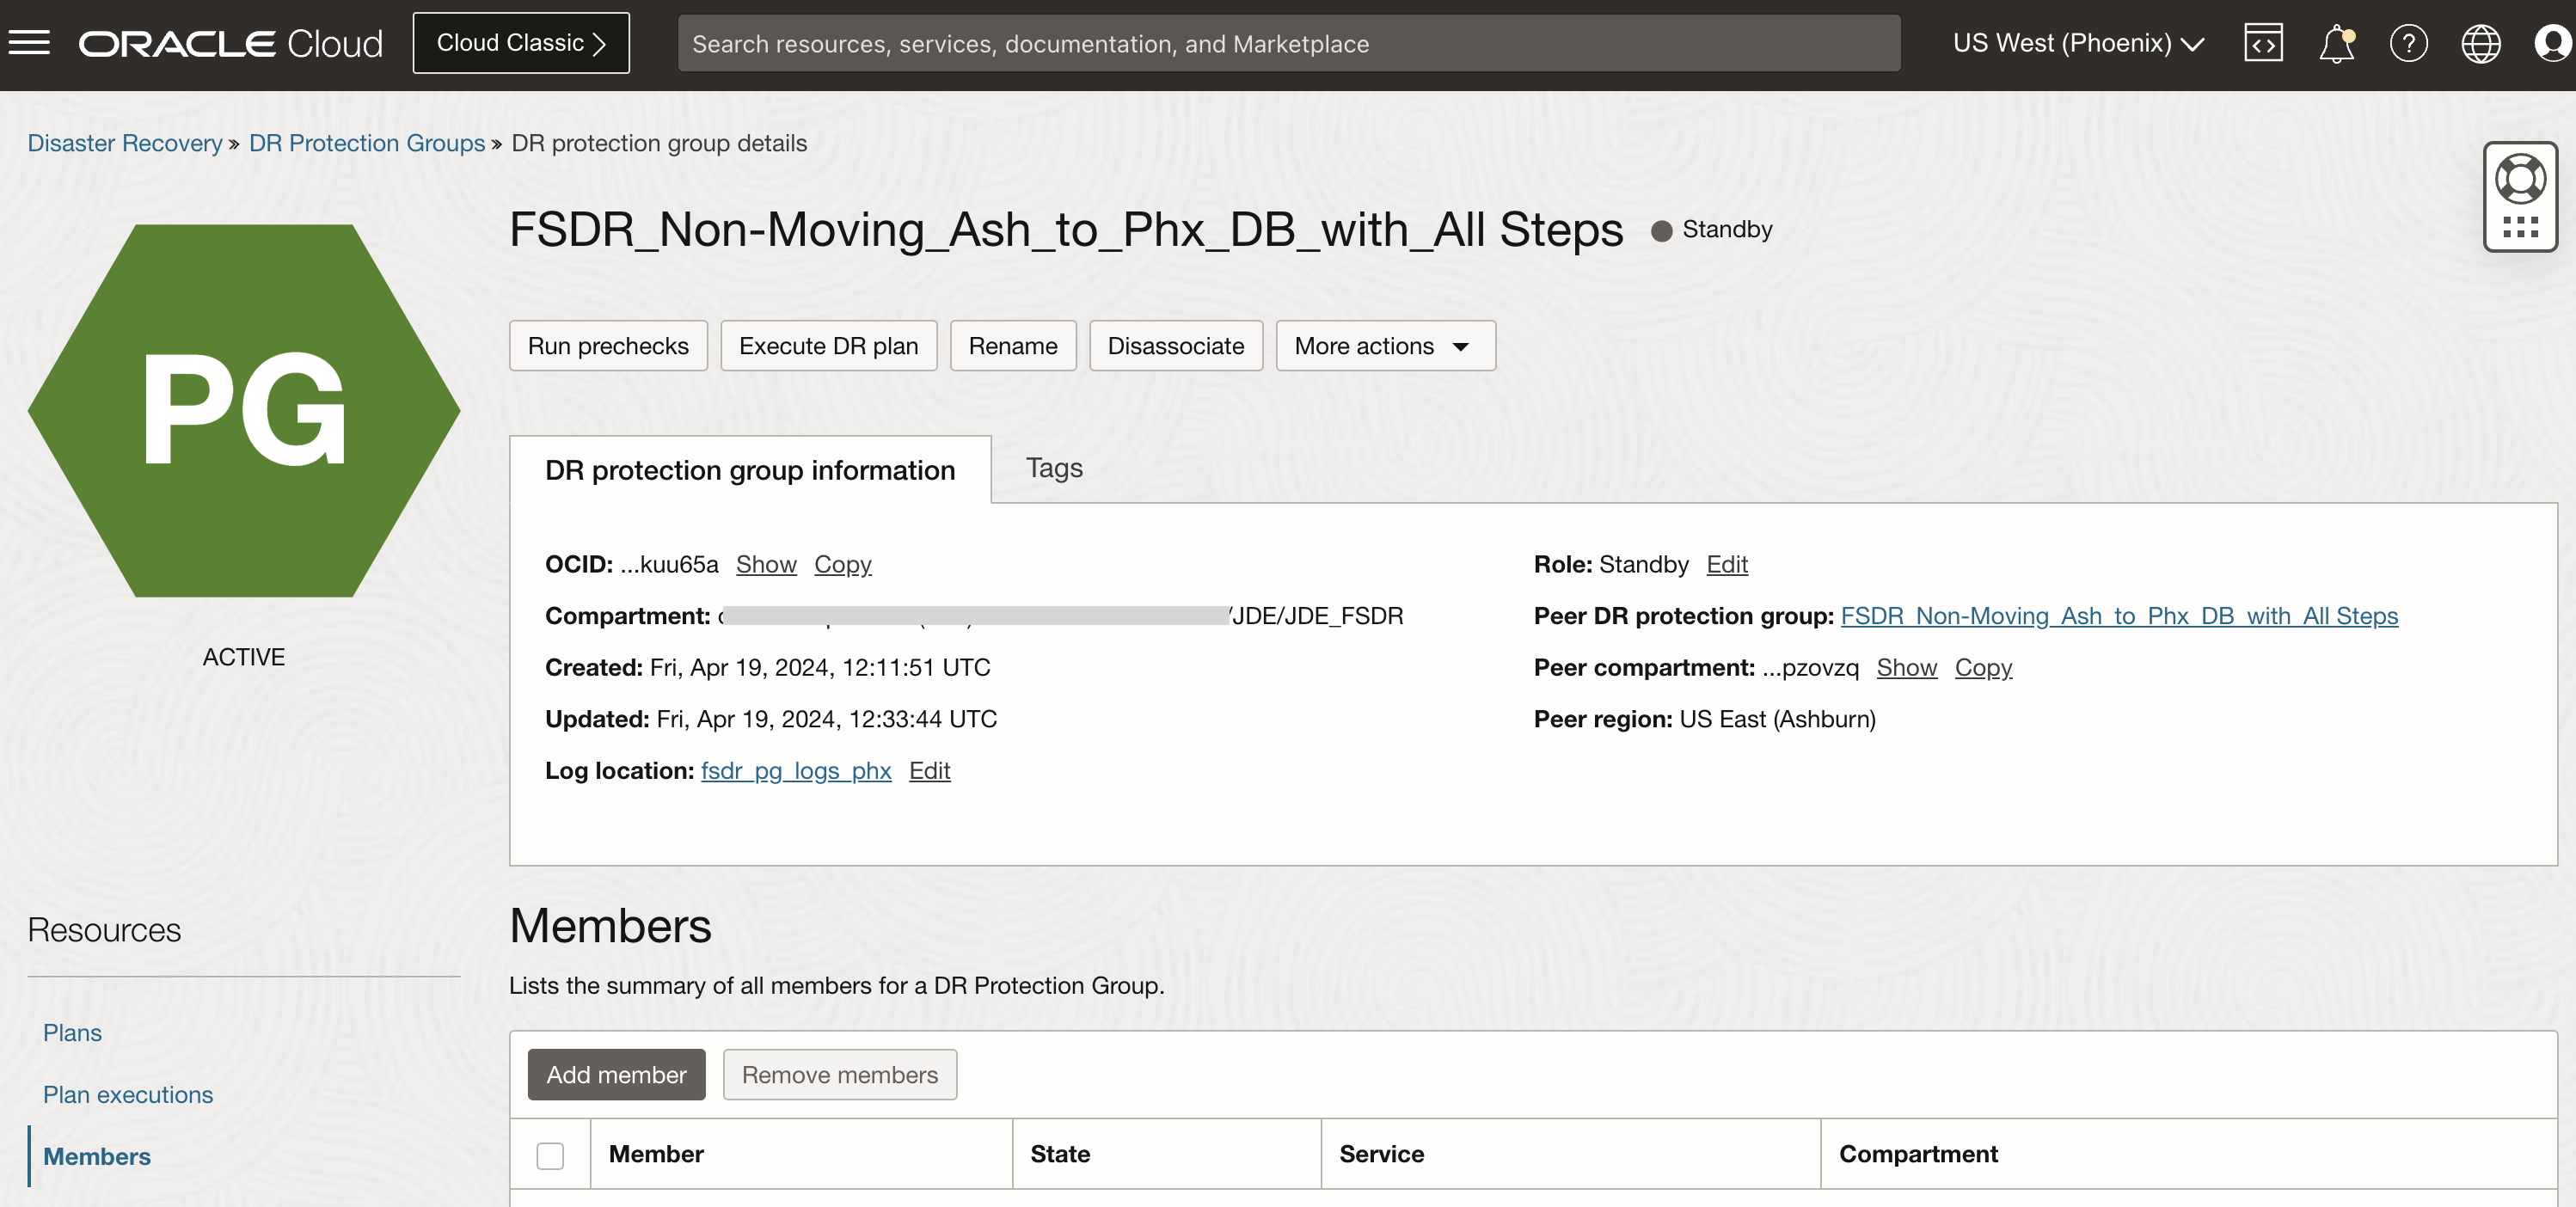 ORACLE Cloud
Cloud Classic
Search resources, services, documentation, and Marketplace
US West (Phoenix)
Disaster Recovery » DR Protection Groups » DR protection group details
PG
ACTIVE
FSDR_Non-Moving_Ash_to_Phx_DB_with_All Steps
Standby
Run prechecks
Execute DR plan
Rename
Disassociate
More actions
DR protection group information
Tags
OCID: ...kuu65a Show Copy
Compartment: /JDE/JDE_FSDR
Created: Fri, Apr 19, 2024, 12:11:51 UTC
Updated: Fri, Apr 19, 2024, 12:33:44 UTC
Log location: fsdr_pg_logs_phx Edit
Role: Standby Edit
Peer DR protection group: FSDR_Non-Moving_Ash_to_Phx_DB_with_All Steps
Peer compartment: ...pzovzq Show Copy
Peer region: US East (Ashburn)
Resources
Plans
Plan executions
Members
Members
Lists the summary of all members for a DR Protection Group.
Add member
Remove members
Member State Service Compartment